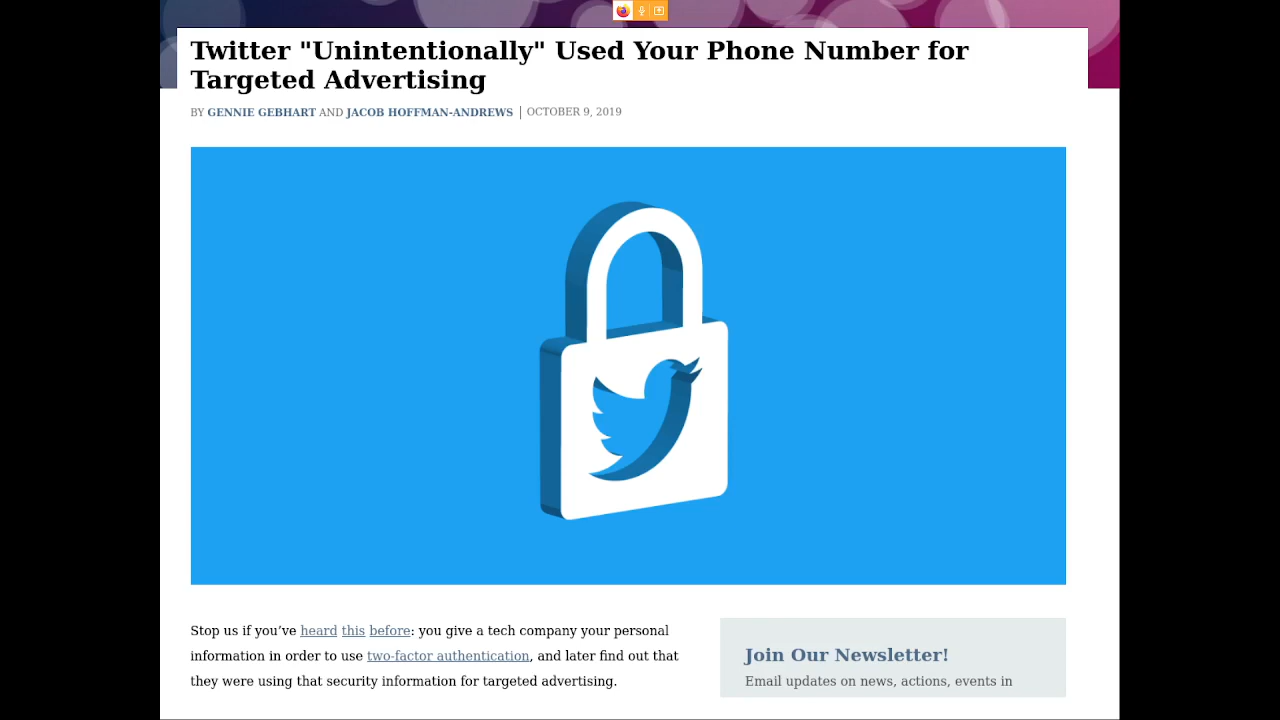 Twitter "Unintentionally" Used Your Phone Number for
Targeted Advertising
BY GENNIE GEBHART AND JACOB HOFFMAN-ANDREWS | OCTOBER 9, 2019
Stop us if you’ve heard this before: you give a tech company your personal
information in order to use two-factor authentication, and later find out that
they were using that security information for targeted advertising.
Join Our Newsletter!
Email updates on news, actions, events in